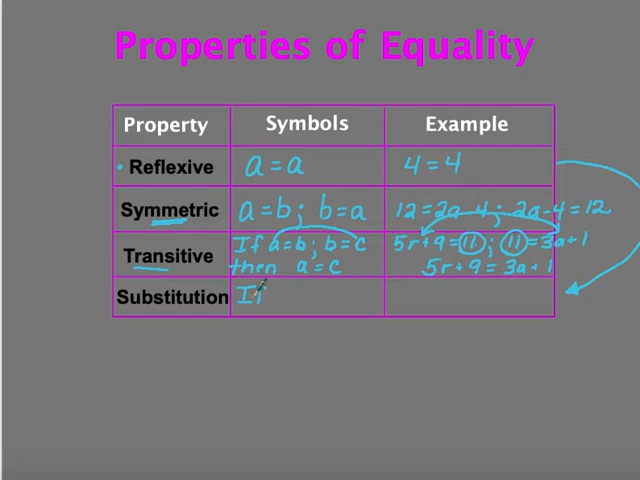 Properties of Equality
Property Symbols Example
Reflexive a = a 4 = 4
Symmetric a = b ; b = a 12 = 2a - 4 ; 2a - 4 = 12
Transitive If a = b ; b = c 5r + 9 = 11 ; 11 = 3a + 1
then a = c 5r + 9 = 3a + 1
Substitution If